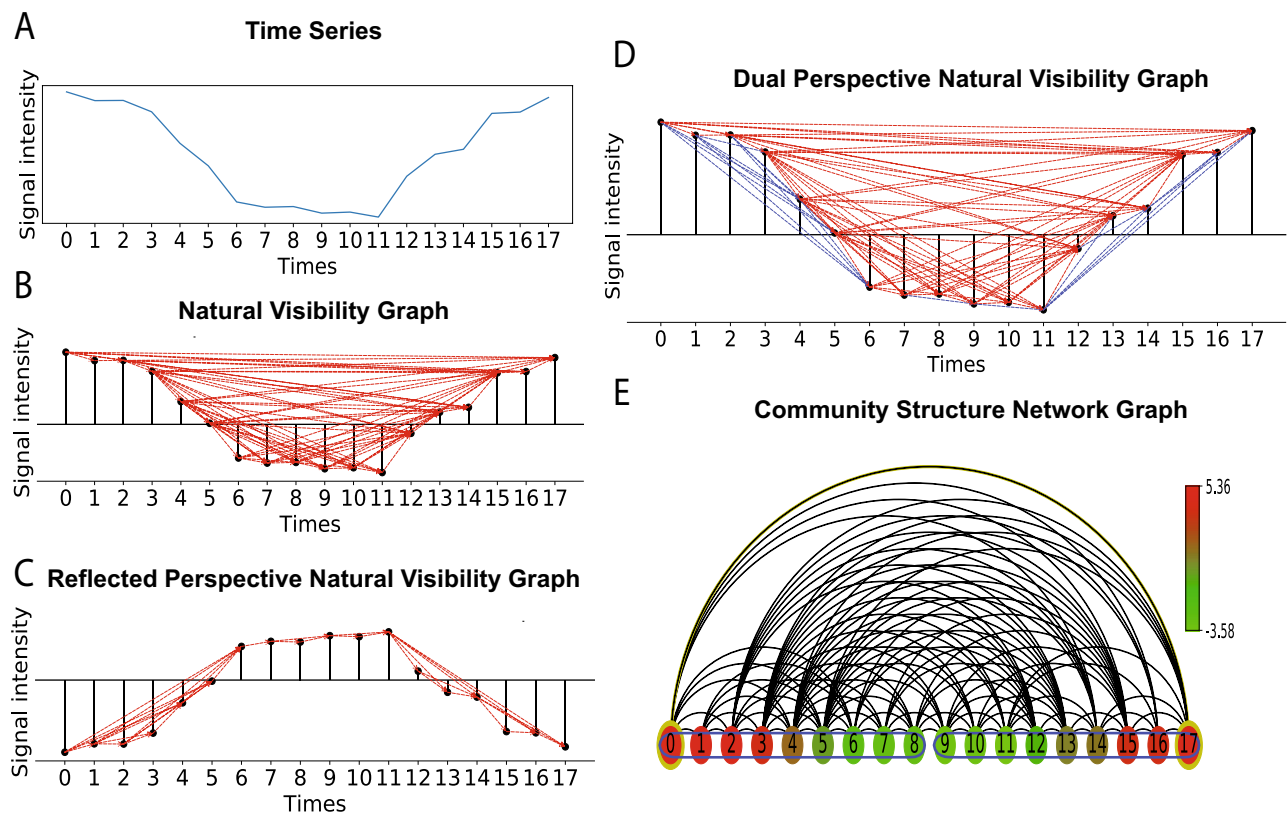 A
Time Series
Signal intensity
0 1 2 3 4 5 6 7 8 9 10 11 12 13 14 15 16 17
Times
B
Natural Visibility Graph
Signal intensity
0 1 2 3 4 5 6 7 8 9 10 11 12 13 14 15 16 17
Times
C
Reflected Perspective Natural Visibility Graph
Signal intensity
0 1 2 3 4 5 6 7 8 9 10 11 12 13 14 15 16 17
Times
D
Dual Perspective Natural Visibility Graph
Signal intensity
0 1 2 3 4 5 6 7 8 9 10 11 12 13 14 15 16 17
Times
E
Community Structure Network Graph
5.36
-3.58
0 1 2 3 4 5 6 7 8 9 10 11 12 13 14 15 16 17